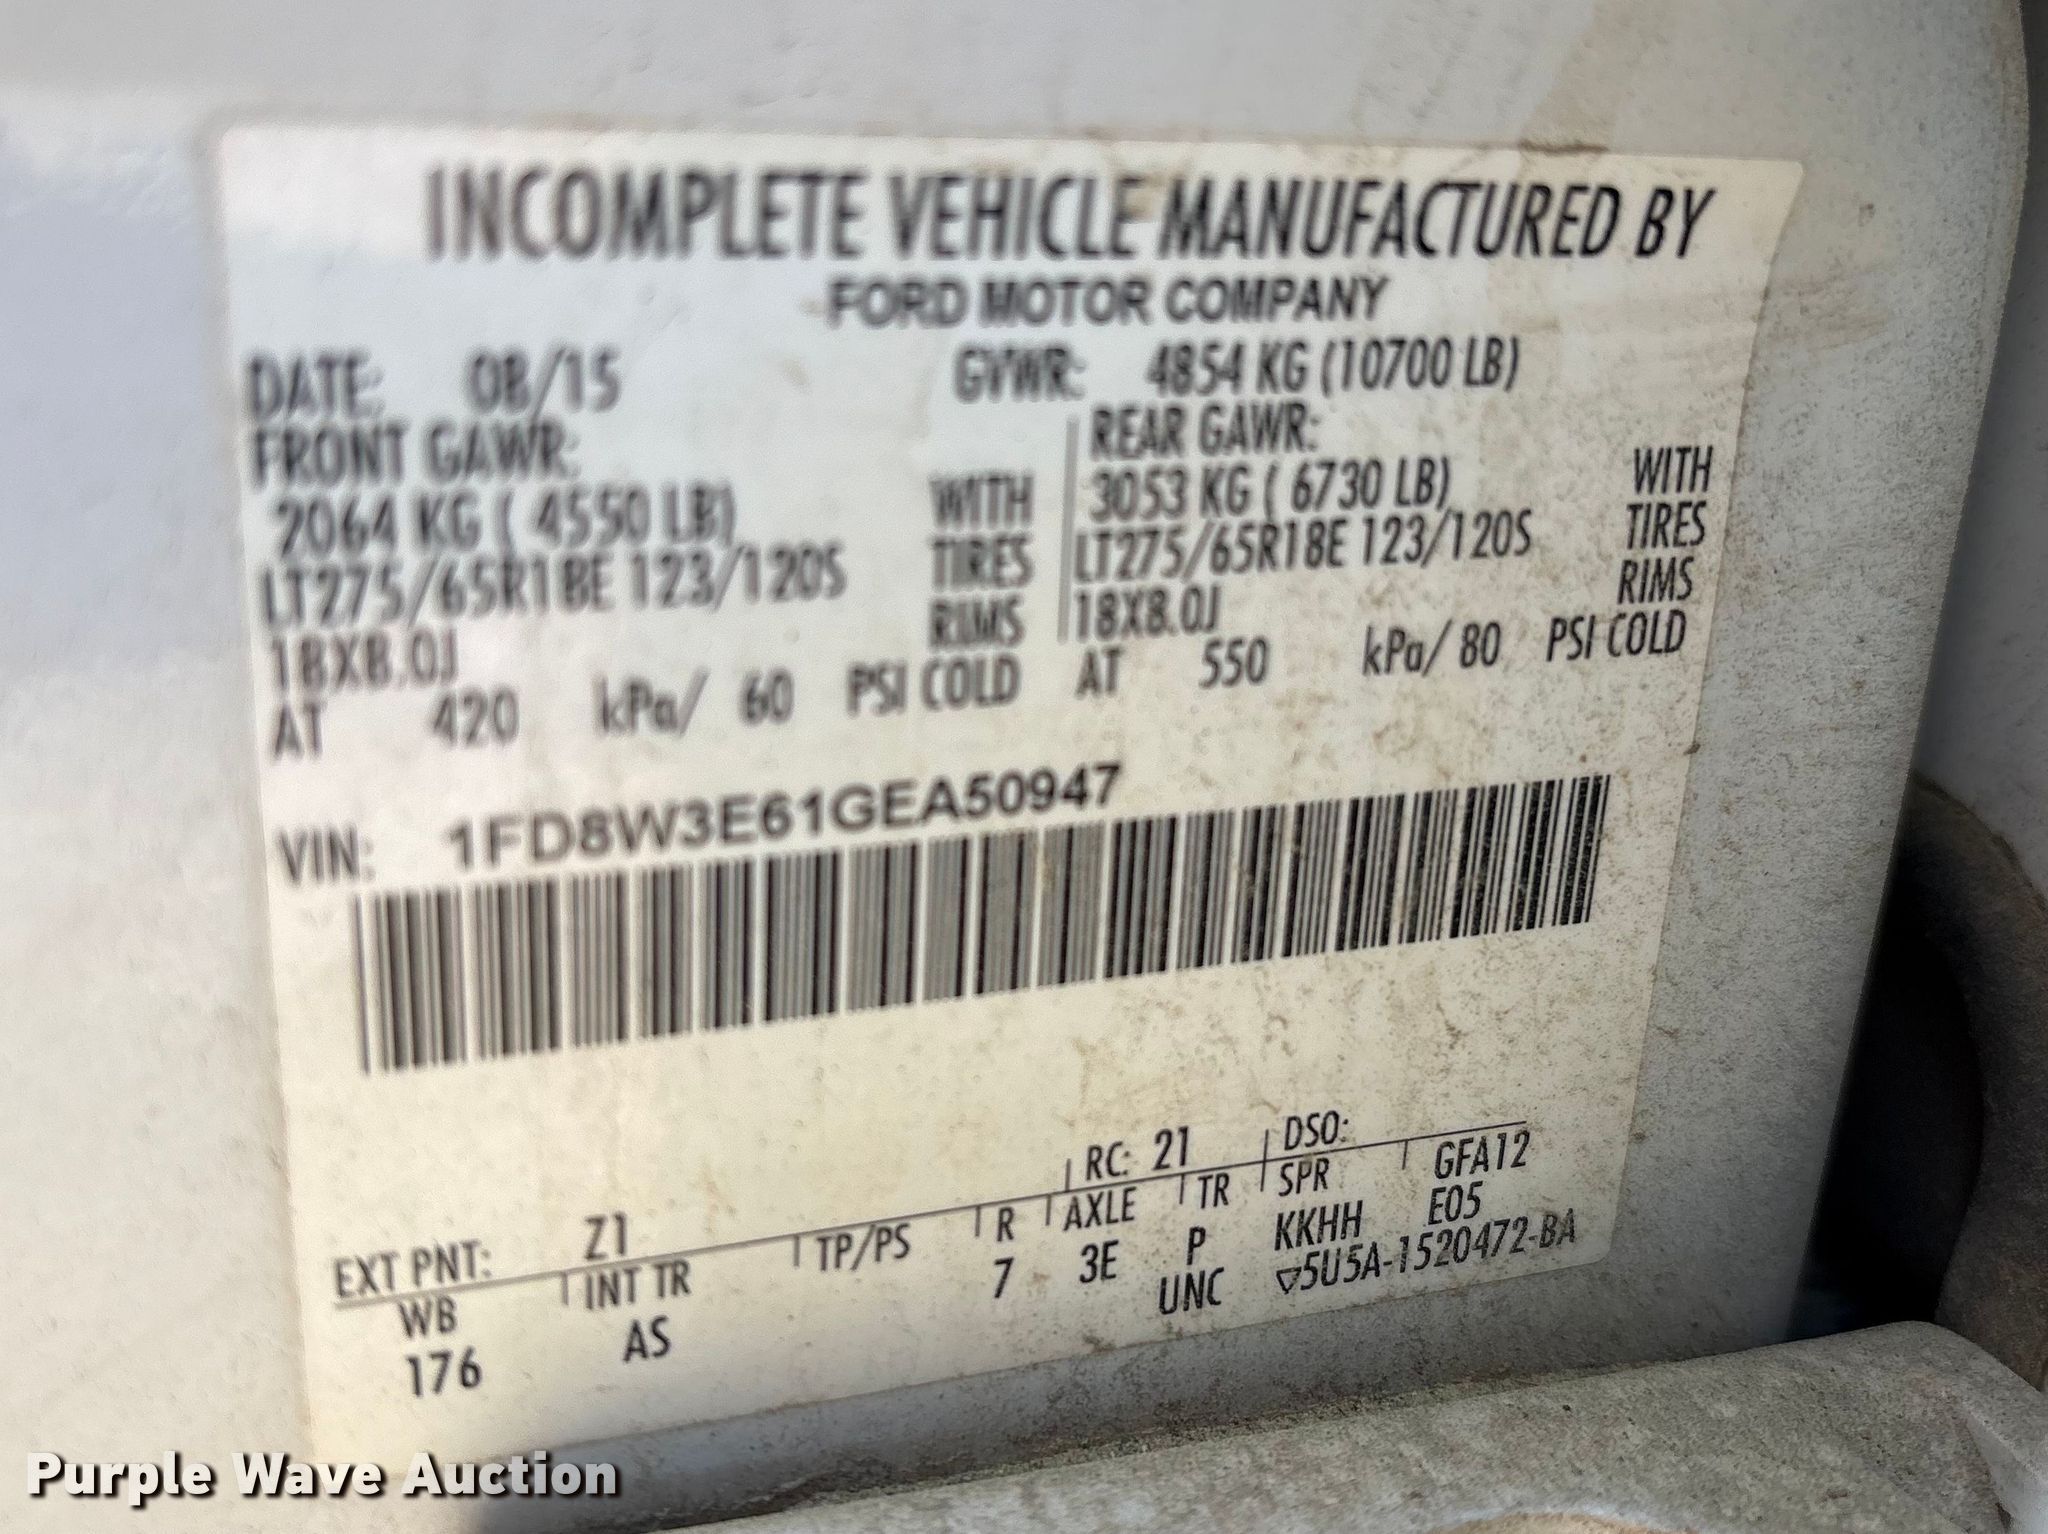 INCOMPLETE VEHICLE MANUFACTURED BY
FORD MOTOR COMPANY
DATE: 08/15 GVWR: 4854 KG (10700 LB)
FRONT GAWR: REAR GAWR:
2064 KG ( 4550 LB) WITH 3053 KG ( 6730 LB) WITH
LT275/65R18E 123/120S TIRES LT275/65R18E 123/120S TIRES
18X8.0J RIMS 18X8.0J RIMS
AT 420 kPa/ 60 PSI COLD AT 550 kPa/ 80 PSI COLD
VIN: 1FD8W3E61GEA50947
EXT PNT: Z1 RC: 21 DSO:
WB INT TR TP/PS R AXLE TR SPR GFA12
176 AS 7 3E P KKHH E05
UNC ▽5U5A-1520472-BA
Purple Wave Auction